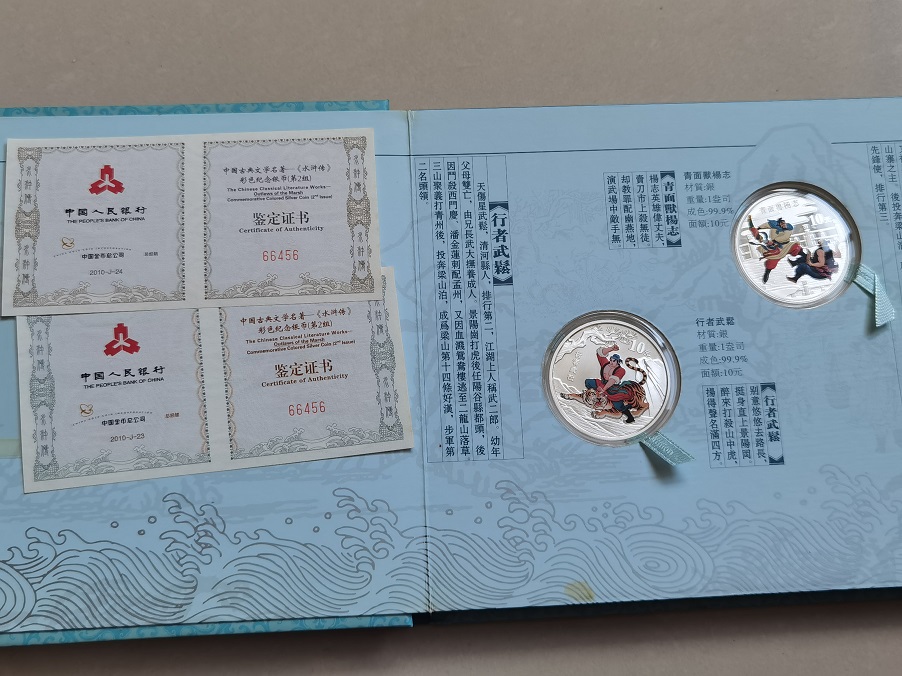 中国人民银行
THE PEOPLE'S BANK OF CHINA
中国金币总公司
2010-J-24
中国古典文学名著——《水浒传》
彩色纪念银币(第2组)
The Chinese Classical Literature Works—
Outlaws of the Marsh
Commemorative Colored Silver Coin (2nd Issue)
鉴定证书
Certificate of Authenticity
66456
中国人民银行
THE PEOPLE'S BANK OF CHINA
中国金币总公司
2010-J-23
中国古典文学名著——《水浒传》
彩色纪念银币(第2组)
The Chinese Classical Literature Works—
Outlaws of the Marsh
Commemorative Colored Silver Coin (2nd Issue)
鉴定证书
Certificate of Authenticity
66456
行者武鬆
天傷星武鬆,清河縣人,排行第二,江湖上人稱武二郎,幼年
父母雙亡,由兄長武大撫養成人。景陽崗打虎後任陽谷縣都頭,後
因鬥殺西門慶、潘金蓮刺配孟州,又因血濺鴛鴦樓逃至二龍山落草,
三山聚義打青州後,投奔梁山泊,成爲梁山第十四條好漢,步軍第
二名頭領。
青面獸楊志
楊志英雄偉丈夫,
賣刀市上殺無徒
却教罪配幽燕地,
演武場中敵手無
青面獸楊志
材質:銀
重量:1盎司
成色:99.9%
面額:10元
10
行者武鬆
材質:銀
重量:1盎司
成色:99.9%
面額:10元
10
行者武鬆
别意悠悠去路長,
挺身直上景陽岡。
醉來打殺山中虎,
揚得聲名滿四方。
先鋒使,排行第三